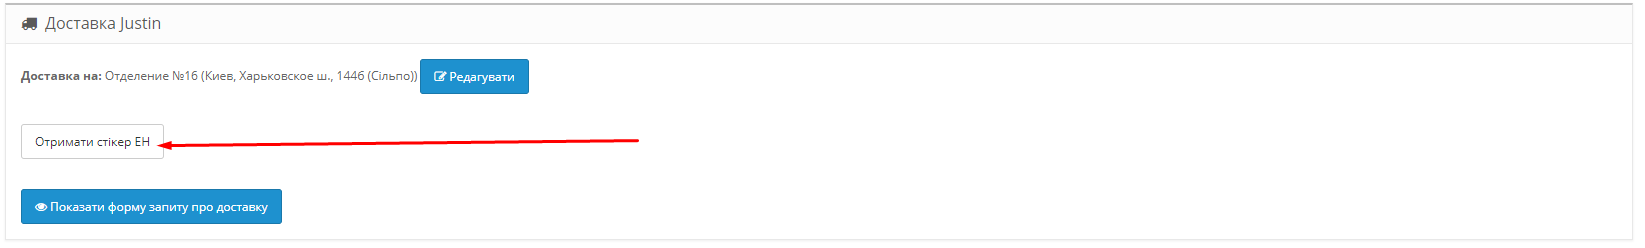 Доставка Justin
Доставка на: Отделение №16 (Киев, Харьковское ш., 144б (Сільпо)) Редагувати
Отримати стікер ЕН
Показати форму запиту про доставку